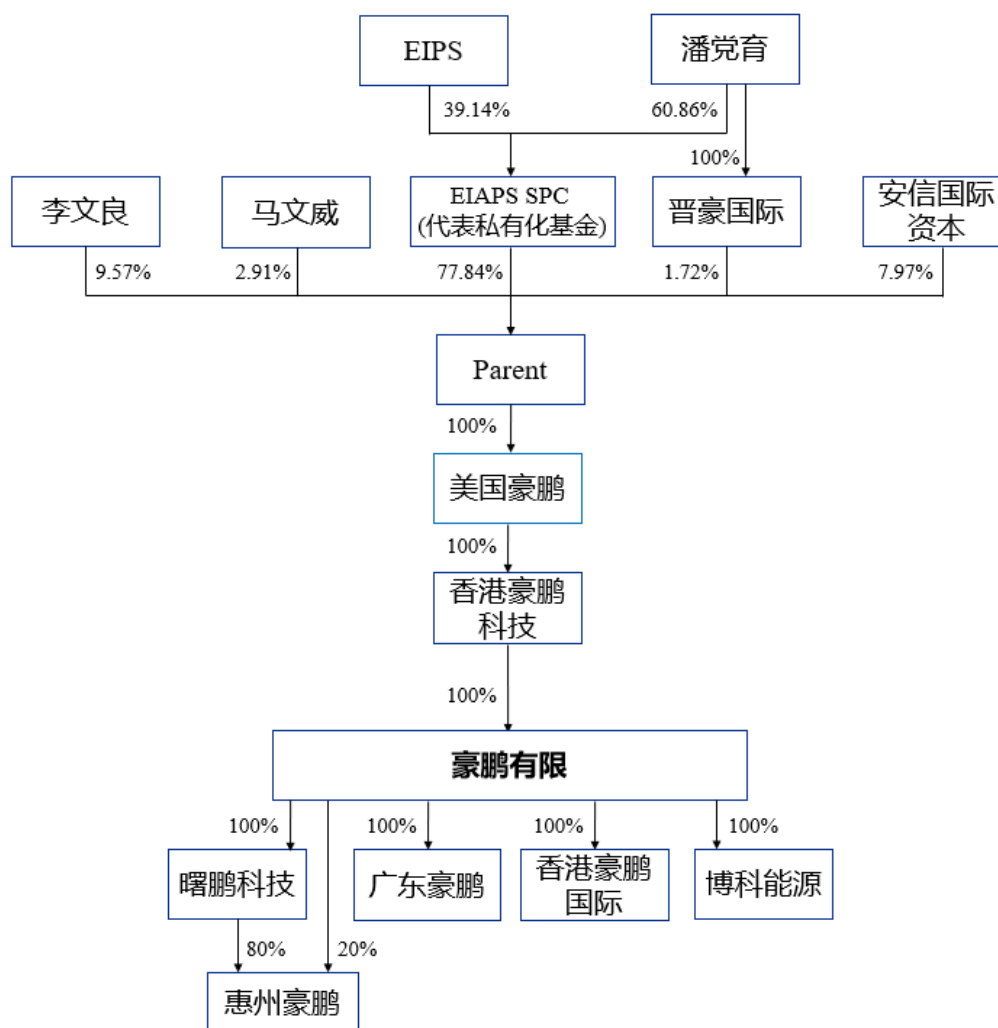 EIPS
潘党育
39.14%
60.86%
100%
李文良
马文威
EIAPS SPC
(代表私有化基金)
晋豪国际
安信国际
资本
9.57%
2.91%
77.84%
1.72%
7.97%
Parent
100%
美国豪鹏
100%
香港豪鹏
科技
100%
豪鹏有限
100%
100%
100%
100%
曙鹏科技
广东豪鹏
香港豪鹏
国际
博科能源
80%
20%
惠州豪鹏